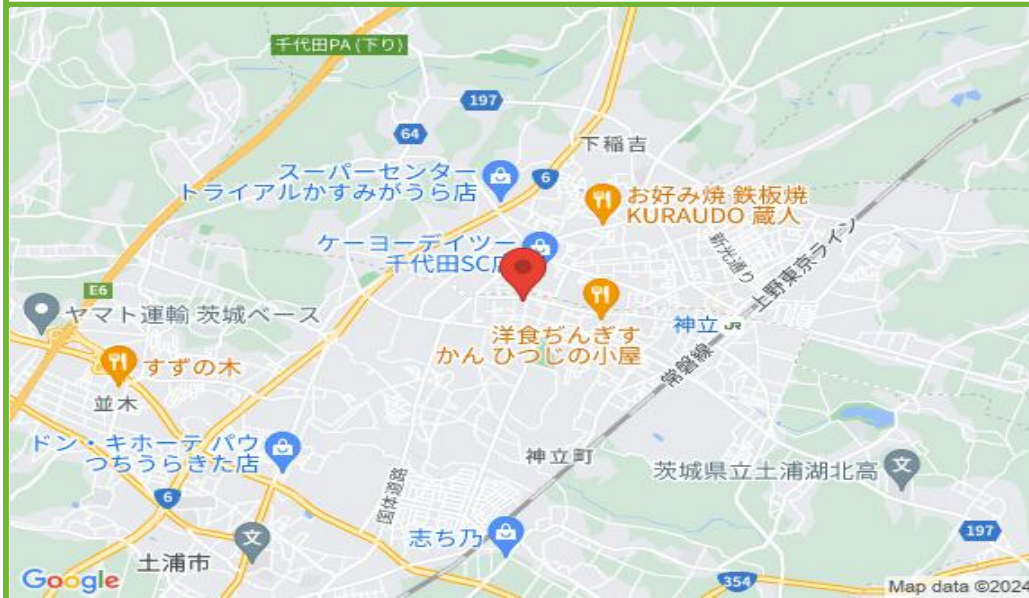 千代田PA (下り)
197
64
下稲吉
スーパーセンター
トライアルかすみがうら店
6
お好み焼 鉄板焼
KURAUDO 蔵人
ケーヨーデイツー
千代田SC店
新光通り
上野東京ライン
E6
ヤマト運輸 茨城ベース
洋食ぢんぎす
かん ひつじの小屋
神立 JR
すずの木
常磐線
並木
ドン・キホーテ パウ
つちうらきた店
神立町
茨城県立土浦湖北高
文
6
国体道路
志ち乃
197
文
土浦市
354
Google
Map data ©2024